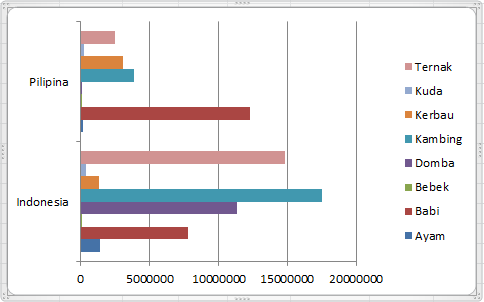 Pilipina
Indonesia
0 5000000 10000000 15000000 20000000
Ternak
Kuda
Kerbau
Kambing
Domba
Bebek
Babi
Ayam